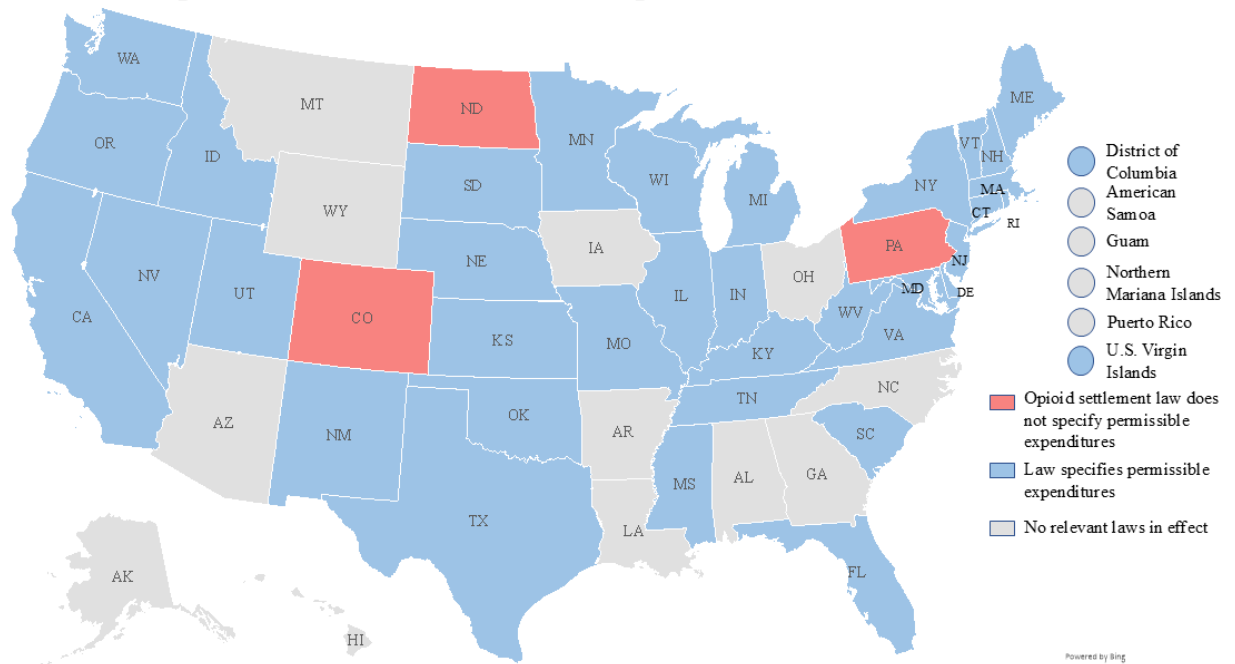 WA
MT
ND
ME
OR
ID
MN
VT
NH
SD
WI
NY
MA
WY
MI
CT
RI
IA
PA
NE
NJ
NV
OH
UT
IL
IN
MD
DE
CA
CO
WV
KS
MO
VA
KY
NC
TN
OK
AZ
NM
AR
SC
MS
AL
GA
TX
LA
FL
AK
HI
District of
Columbia
American
Samoa
Guam
Northern
Mariana Islands
Puerto Rico
U.S. Virgin
Islands
Opioid settlement law does
not specify permissible
expenditures
Law specifies permissible
expenditures
No relevant laws in effect
Powered by Bing